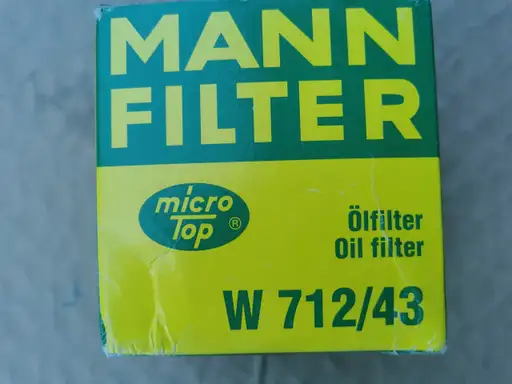 MANN
FILTER
micro
Top ®
Ölfilter
Oil filter
W 712/43